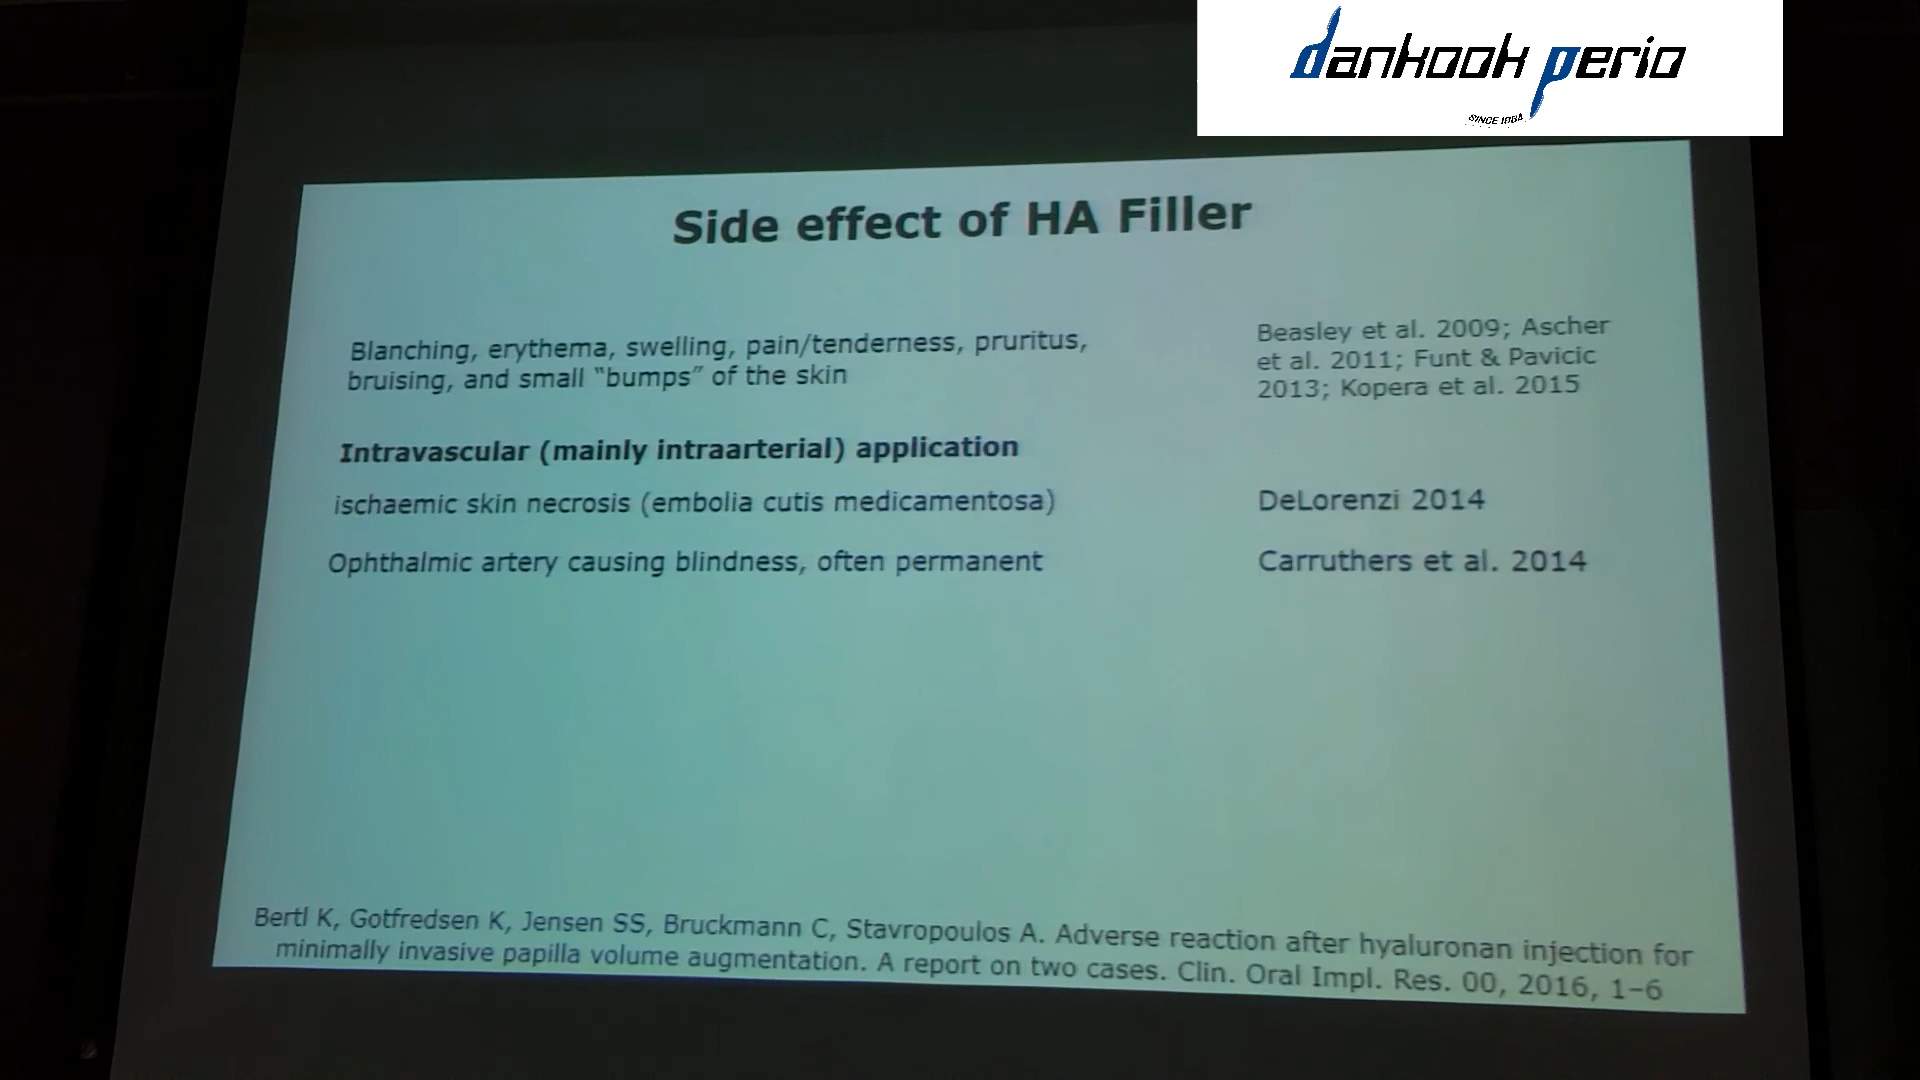 dankook perio
SINCE 1984
Side effect of HA Filler
Blanching, erythema, swelling, pain/tenderness, pruritus,
bruising, and small “bumps” of the skin
Beasley et al. 2009; Ascher
et al. 2011; Funt & Pavicic
2013; Kopera et al. 2015
Intravascular (mainly intraarterial) application
ischaemic skin necrosis (embolia cutis medicamentosa)
DeLorenzi 2014
Ophthalmic artery causing blindness, often permanent
Carruthers et al. 2014
Bertl K, Gotfredsen K, Jensen SS, Bruckmann C, Stavropoulos A. Adverse reaction after hyaluronan injection for
minimally invasive papilla volume augmentation. A report on two cases. Clin. Oral Impl. Res. 00, 2016, 1–6